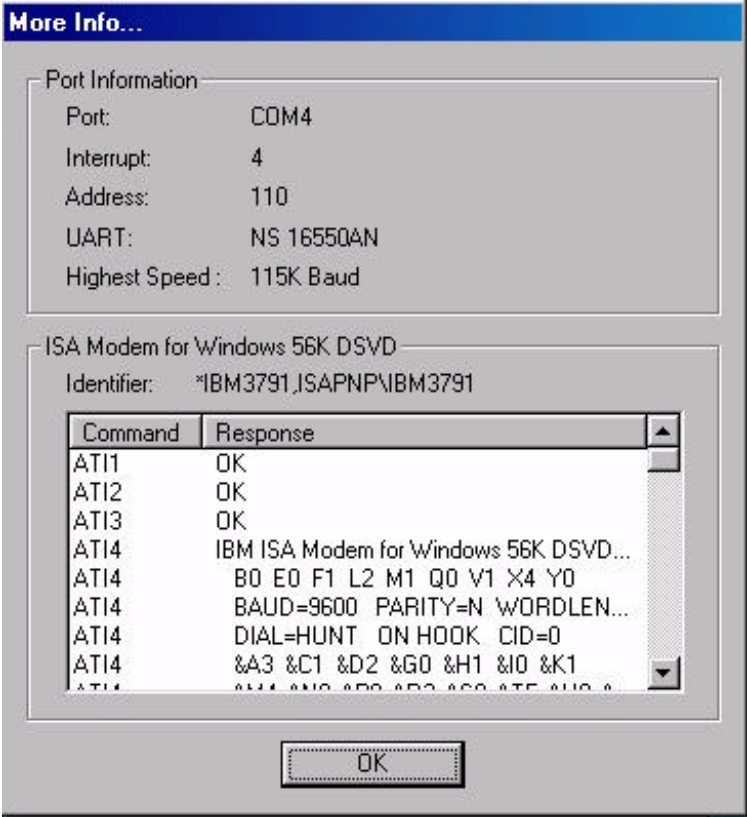 More Info...
Port Information
Port: COM4
Interrupt: 4
Address: 110
UART: NS 16550AN
Highest Speed : 115K Baud
ISA Modem for Windows 56K DSVD
Identifier: *IBM3791,ISAPNP\IBM3791
Command Response
ATI1 OK
ATI2 OK
ATI3 OK
ATI4 IBM ISA Modem for Windows 56K DSVD...
ATI4 B0 E0 F1 L2 M1 Q0 V1 X4 Y0
ATI4 BAUD=9600 PARITY=N WORDLEN...
ATI4 DIAL=HUNT ON HOOK CID=0
ATI4 &A3 &C1 &D2 &G0 &H1 &I0 &K1
OK